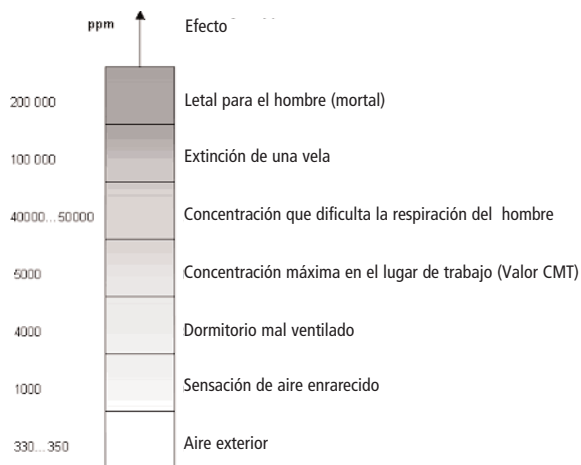 ppm Efecto
200 000 Letal para el hombre (mortal)
100 000 Extinción de una vela
40000...50000 Concentración que dificulta la respiración del hombre
5000 Concentración máxima en el lugar de trabajo (Valor CMT)
4000 Dormitorio mal ventilado
1000 Sensación de aire enrarecido
330...350 Aire exterior